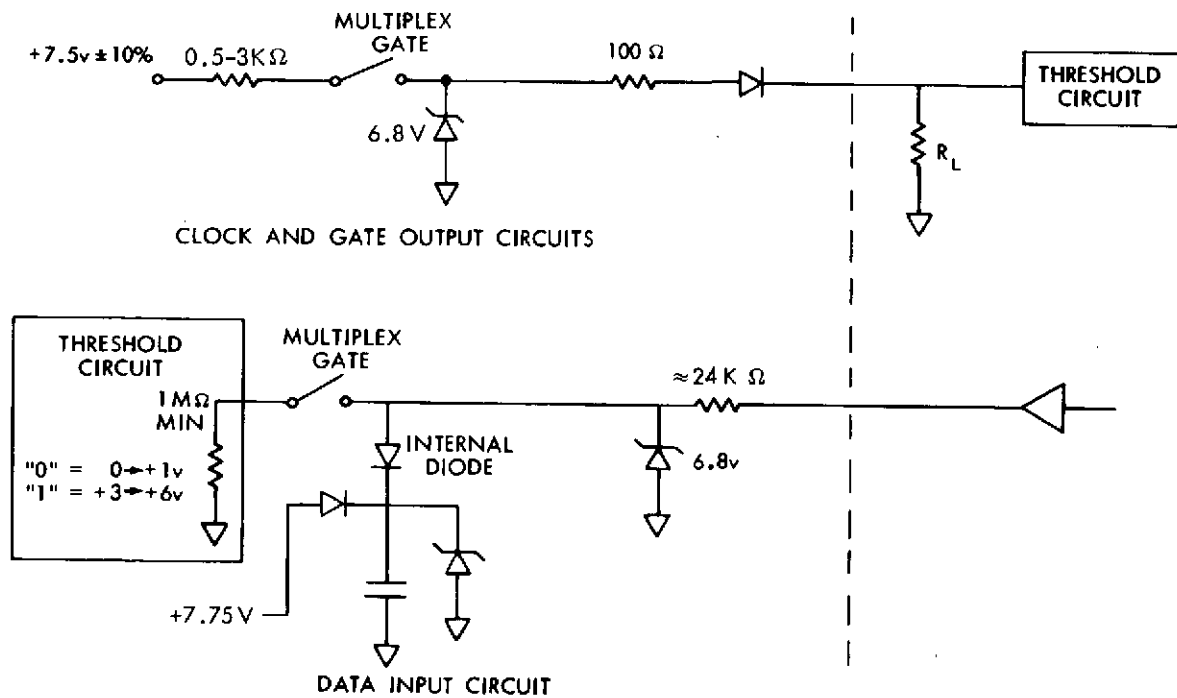 MULTIPLEX
GATE
+7.5v ± 10%
0.5-3KΩ
100 Ω
THRESHOLD
CIRCUIT
6.8V
R_L
CLOCK AND GATE OUTPUT CIRCUITS
THRESHOLD
CIRCUIT
1MΩ
MIN
"0" = 0→+1v
"1" = +3→+6v
MULTIPLEX
GATE
≈24K Ω
INTERNAL
DIODE
6.8v
+7.75V
DATA INPUT CIRCUIT